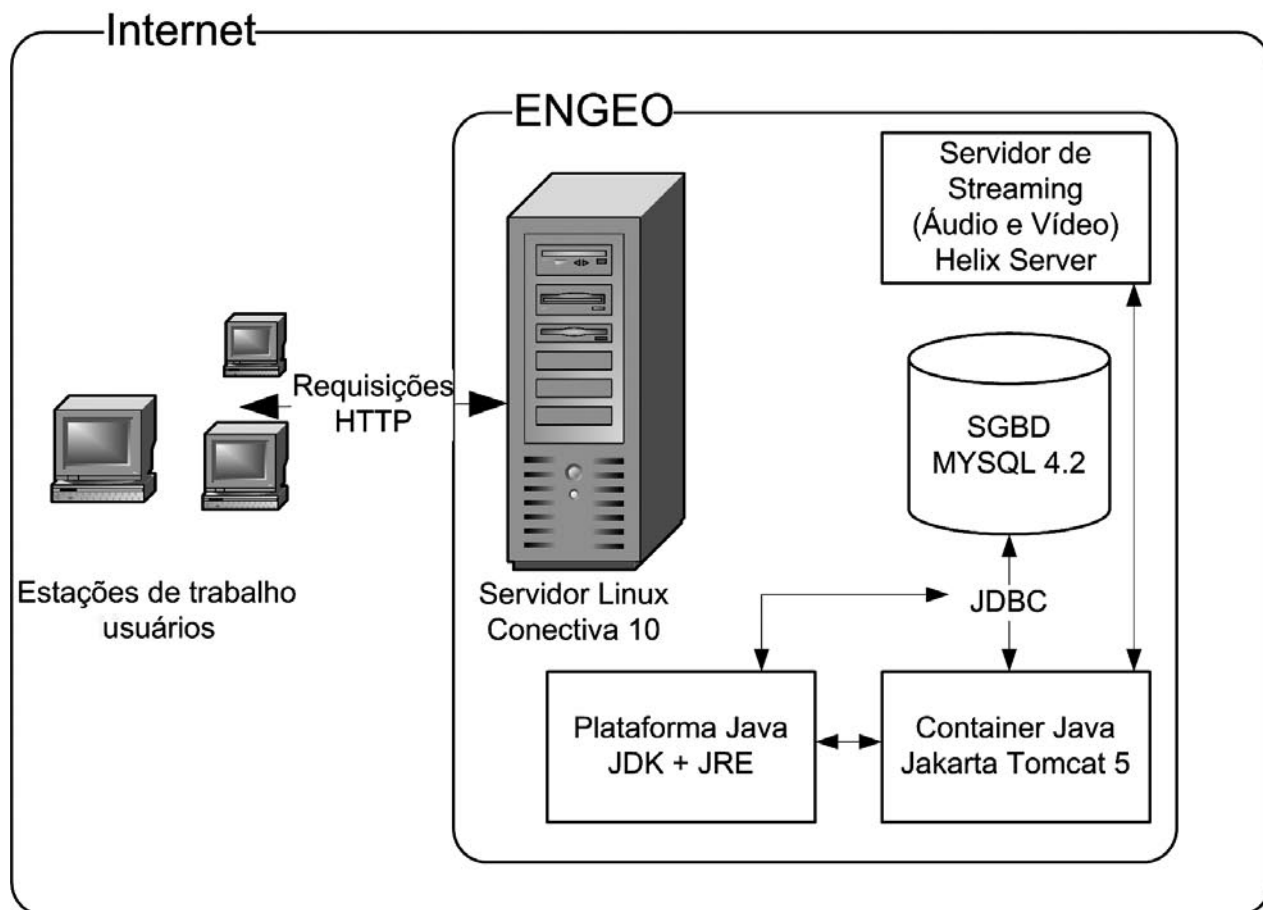 Internet
ENGEO
Servidor de
Streaming
(Áudio e Vídeo)
Helix Server
Requisições
HTTP
SGBD
MYSQL 4.2
Estações de trabalho
usuários
Servidor Linux
Conectiva 10
JDBC
Plataforma Java
JDK + JRE
Container Java
Jakarta Tomcat 5